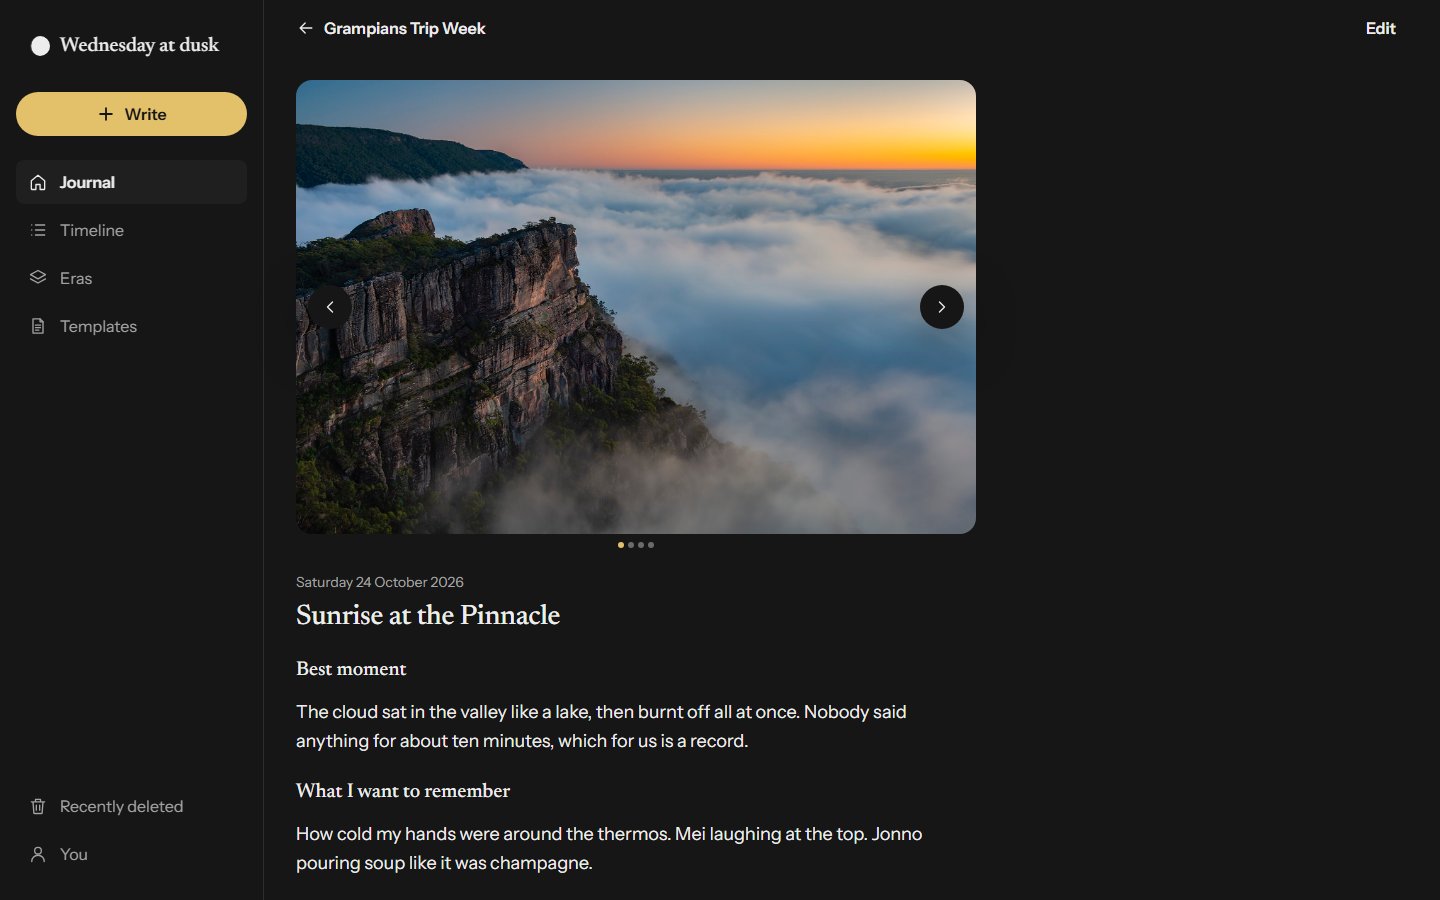 Wednesday at dusk
Write
Journal
Timeline
Eras
Templates
Recently deleted
You
Grampians Trip Week
Edit
Saturday 24 October 2026
Sunrise at the Pinnacle
Best moment
The cloud sat in the valley like a lake, then burnt off all at once. Nobody said
anything for about ten minutes, which for us is a record.
What I want to remember
How cold my hands were around the thermos. Mei laughing at the top. Jonno
pouring soup like it was champagne.